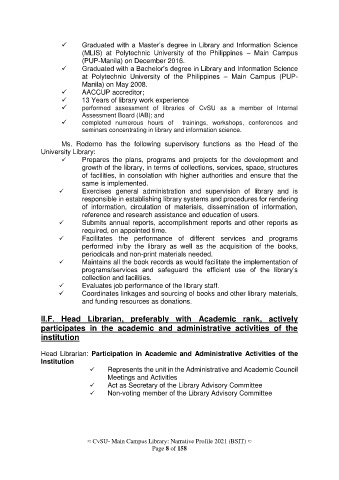 ✓ Graduated with a Master's degree in Library and Information Science
(MLIS) at Polytechnic University of the Philippines – Main Campus
(PUP-Manila) on December 2016.
✓ Graduated with a Bachelor's degree in Library and Information Science
at Polytechnic University of the Philippines – Main Campus (PUP-
Manila) on May 2008.
✓ AACCUP accreditor;
✓ 13 Years of library work experience
✓ performed assessment of libraries of CvSU as a member of Internal
Assessment Board (IAB); and
✓ completed numerous hours of trainings, workshops, conferences and
seminars concentrating in library and information science.
Ms. Roderno has the following supervisory functions as the Head of the
University Library:
✓ Prepares the plans, programs and projects for the development and
growth of the library, in terms of collections, services, space, structures
of facilities, in consolation with higher authorities and ensure that the
same is implemented.
✓ Exercises general administration and supervision of library and is
responsible in establishing library systems and procedures for rendering
of information, circulation of materials, dissemination of information,
reference and research assistance and education of users.
✓ Submits annual reports, accomplishment reports and other reports as
required, on appointed time.
✓ Facilitates the performance of different services and programs
performed in/by the library as well as the acquisition of the books,
periodicals and non-print materials needed.
✓ Maintains all the book records as would facilitate the implementation of
programs/services and safeguard the efficient use of the library's
collection and facilities.
✓ Evaluates job performance of the library staff.
✓ Coordinates linkages and sourcing of books and other library materials,
and funding resources as donations.
II.F. Head Librarian, preferably with Academic rank, actively
participates in the academic and administrative activities of the
institution
Head Librarian: Participation in Academic and Administrative Activities of the
Institution
✓ Represents the unit in the Administrative and Academic Council
Meetings and Activities
✓ Act as Secretary of the Library Advisory Committee
✓ Non-voting member of the Library Advisory Committee
≈ CvSU- Main Campus Library: Narrative Profile 2021 (BSIT) ≈
Page 8 of 158